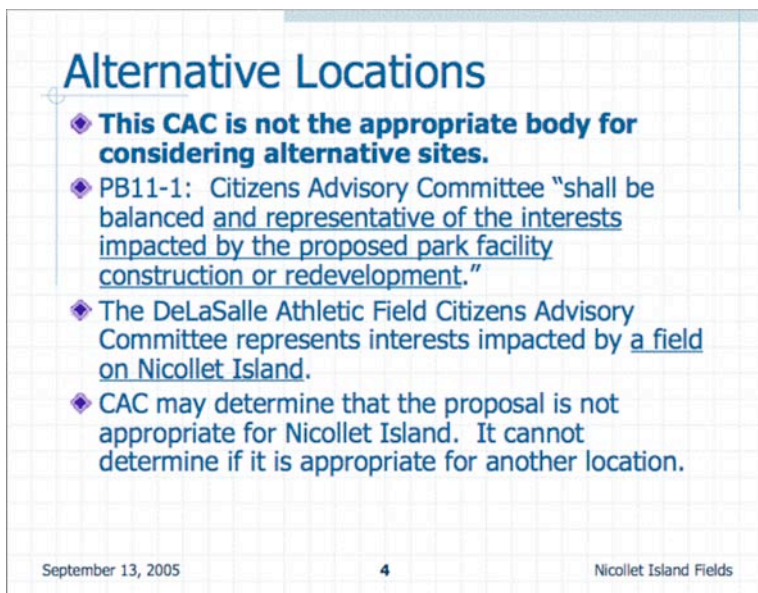 Alternative Locations
This CAC is not the appropriate body for
considering alternative sites.
PB11-1: Citizens Advisory Committee “shall be
balanced and representative of the interests
impacted by the proposed park facility
construction or redevelopment.”
The DeLaSalle Athletic Field Citizens Advisory
Committee represents interests impacted by a field
on Nicollet Island.
CAC may determine that the proposal is not
appropriate for Nicollet Island. It cannot
determine if it is appropriate for another location.
September 13, 2005 4 Nicollet Island Fields